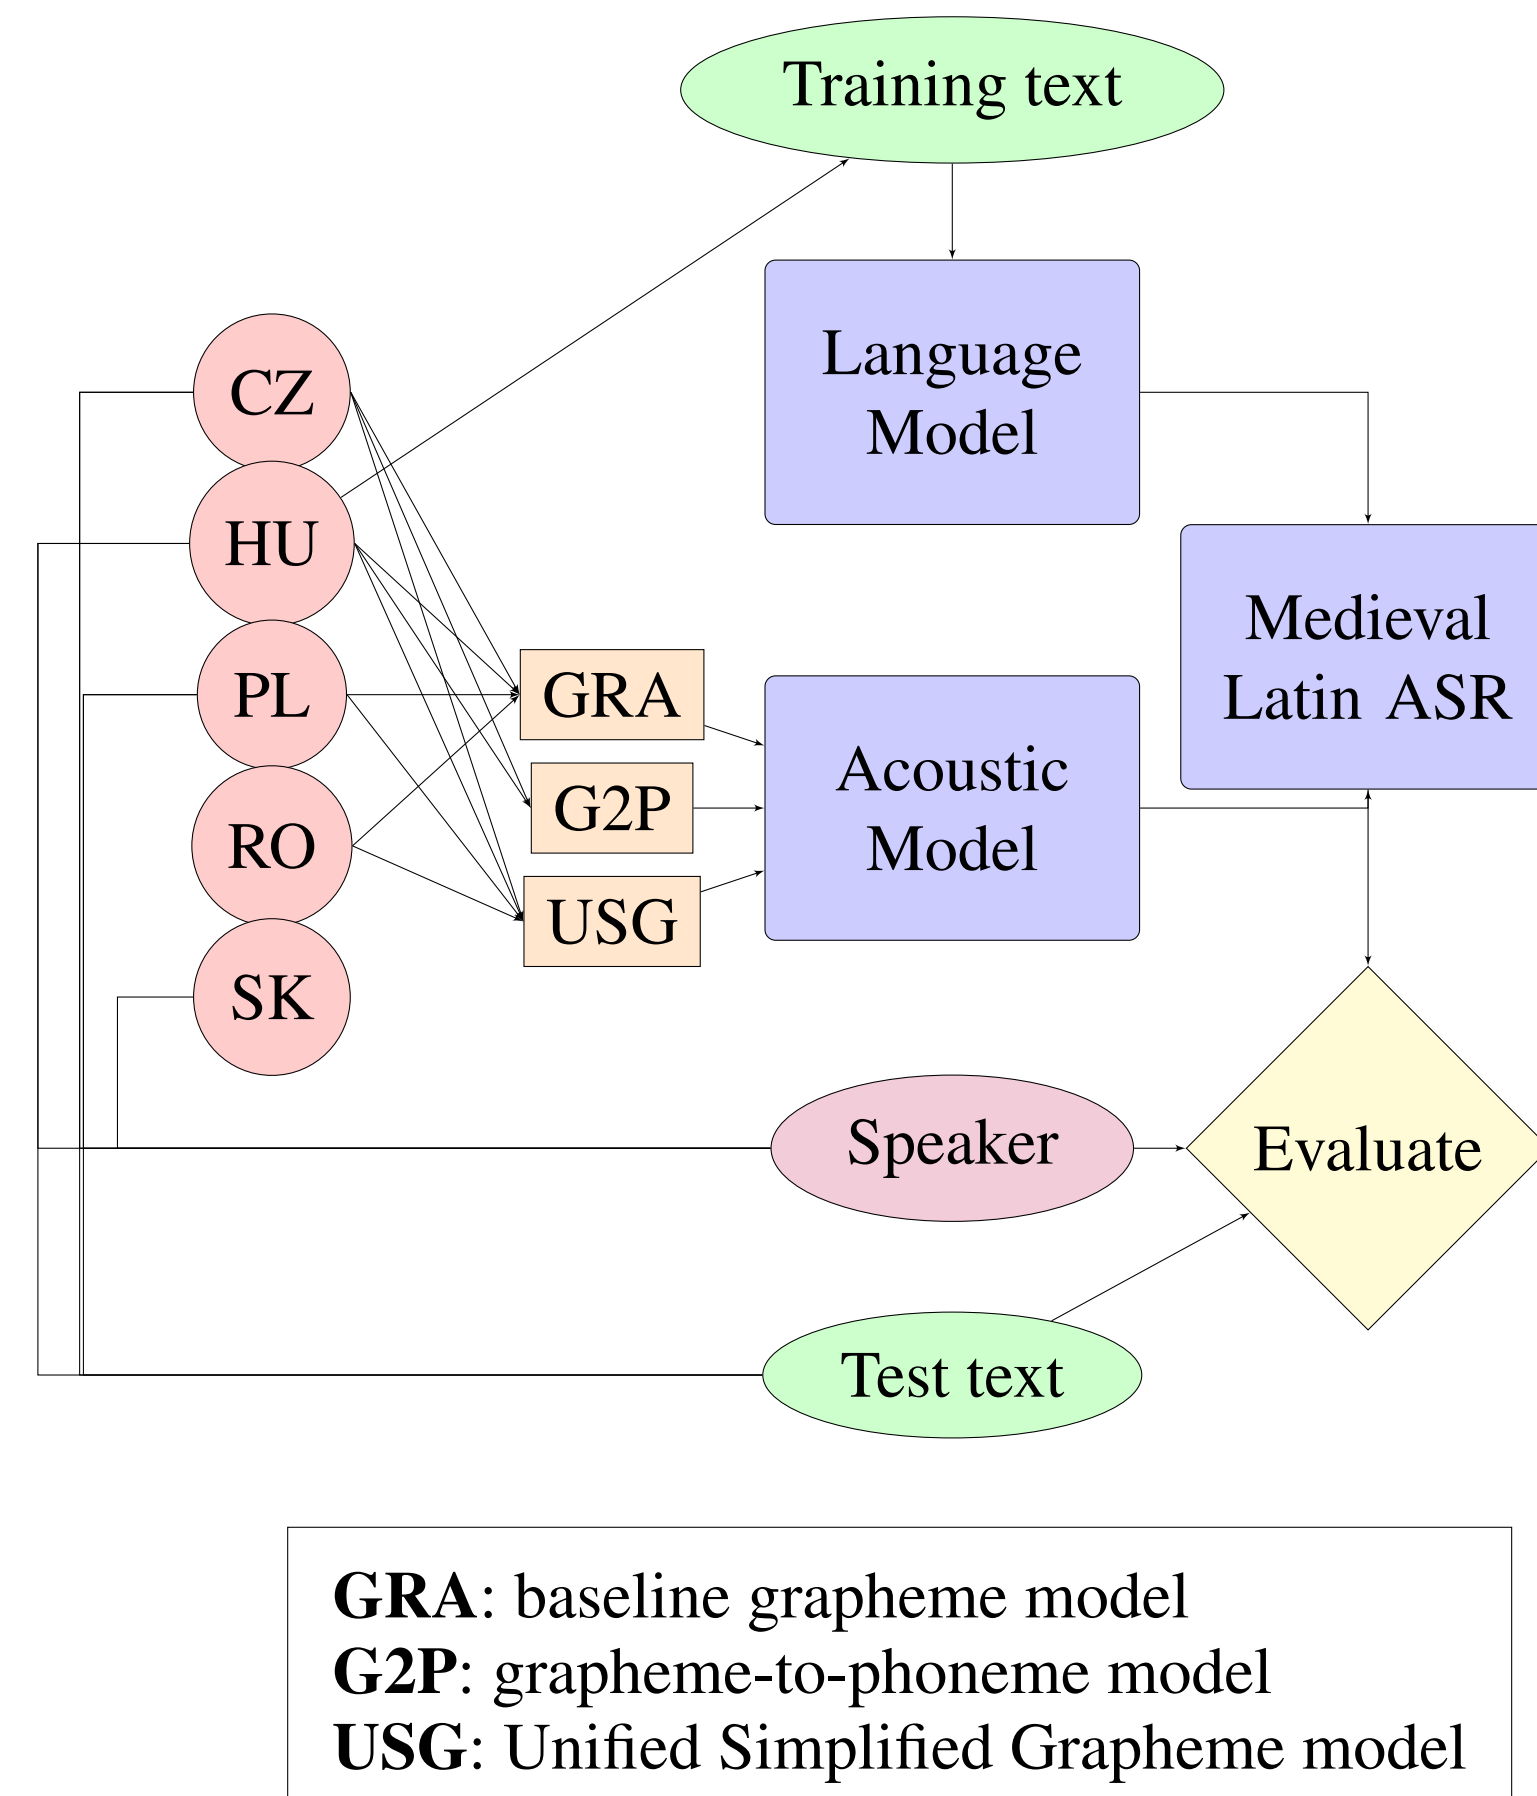 Training text
Language
Model
CZ
HU
PL
RO
SK
GRA
G2P
USG
Acoustic
Model
Medieval
Latin ASR
Speaker
Evaluate
Test text
GRA: baseline grapheme model
G2P: grapheme-to-phoneme model
USG: Unified Simplified Grapheme model